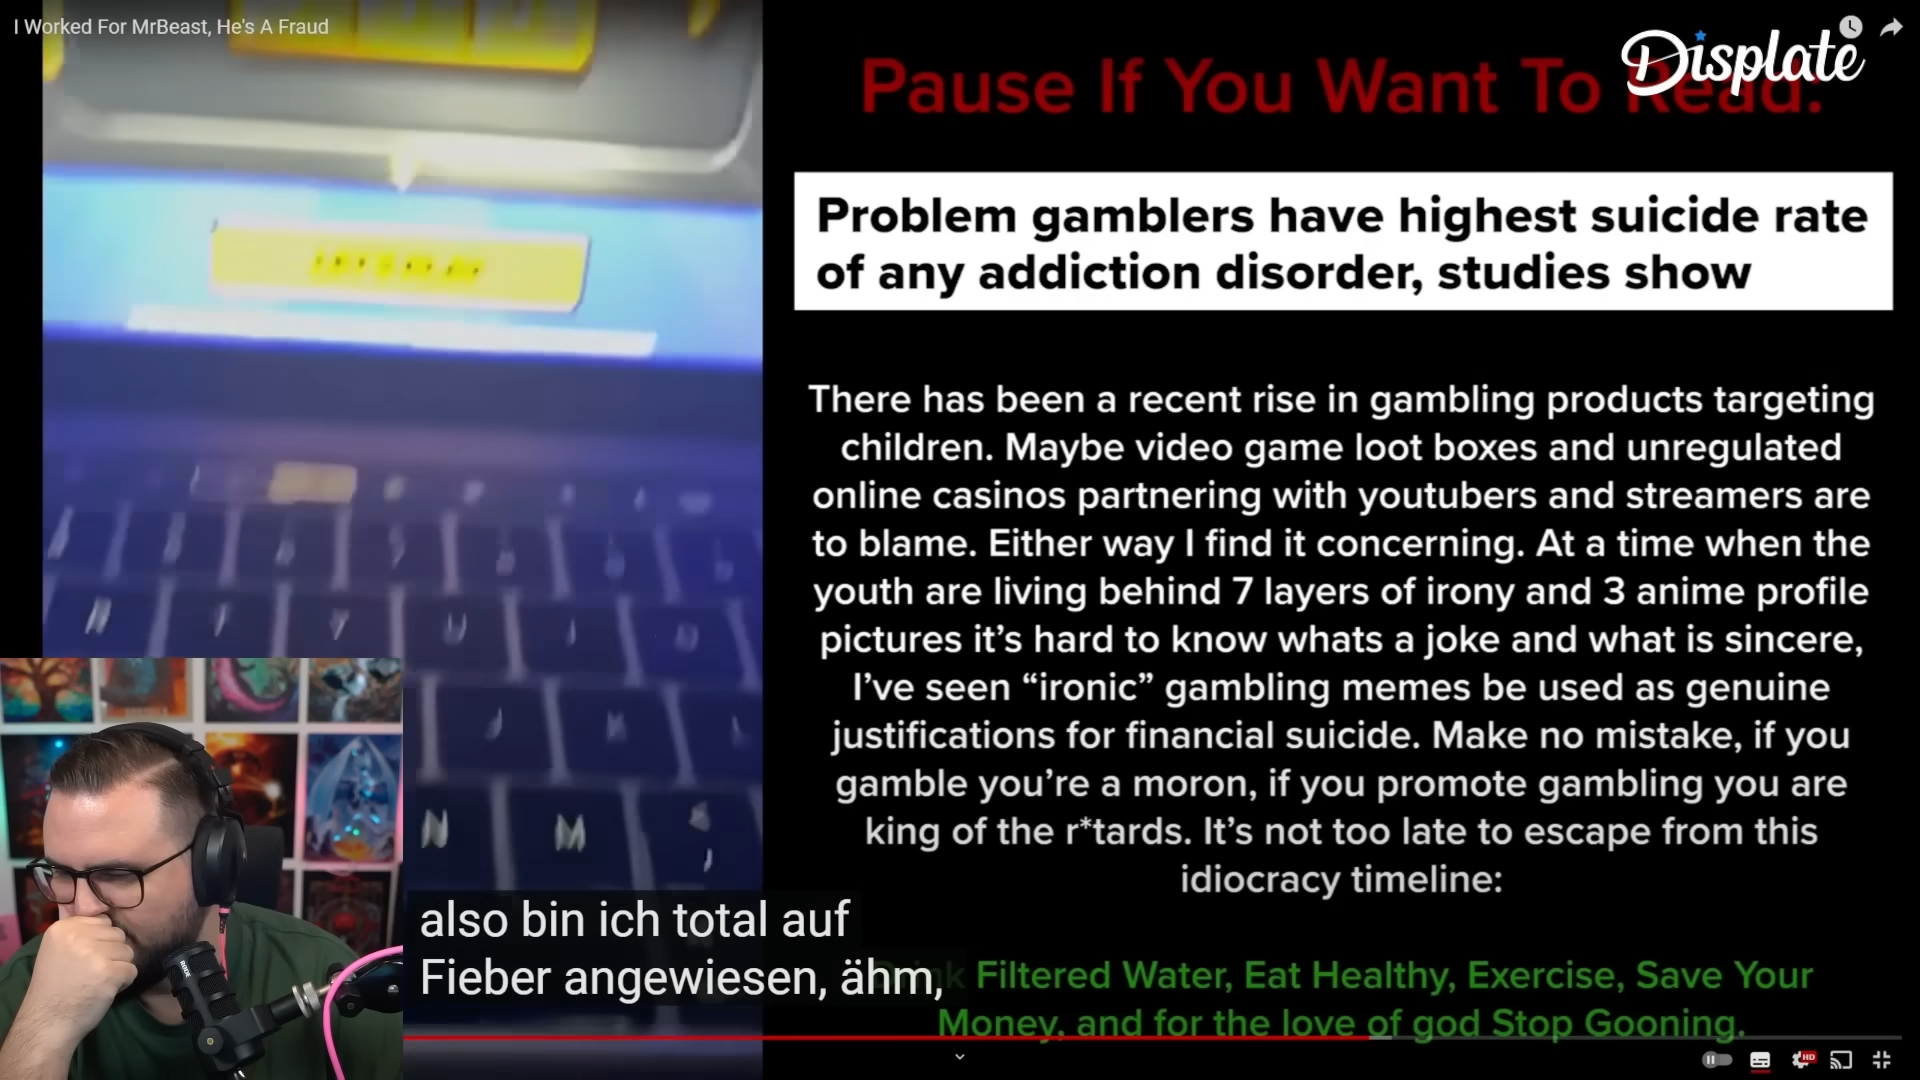 I Worked For MrBeast, He's A Fraud
Displate
Pause If You Want To Read:
Problem gamblers have highest suicide rate
of any addiction disorder, studies show
There has been a recent rise in gambling products targeting
children. Maybe video game loot boxes and unregulated
online casinos partnering with youtubers and streamers are
to blame. Either way I find it concerning. At a time when the
youth are living behind 7 layers of irony and 3 anime profile
pictures it's hard to know whats a joke and what is sincere,
I've seen “ironic” gambling memes be used as genuine
justifications for financial suicide. Make no mistake, if you
gamble you're a moron, if you promote gambling you are
king of the r*tards. It's not too late to escape from this
idiocracy timeline:
Filtered Water, Eat Healthy, Exercise, Save Your
Money, and for the love of god Stop Gooning.
also bin ich total auf
Fieber angewiesen, ähm,
N M
RODE
HD